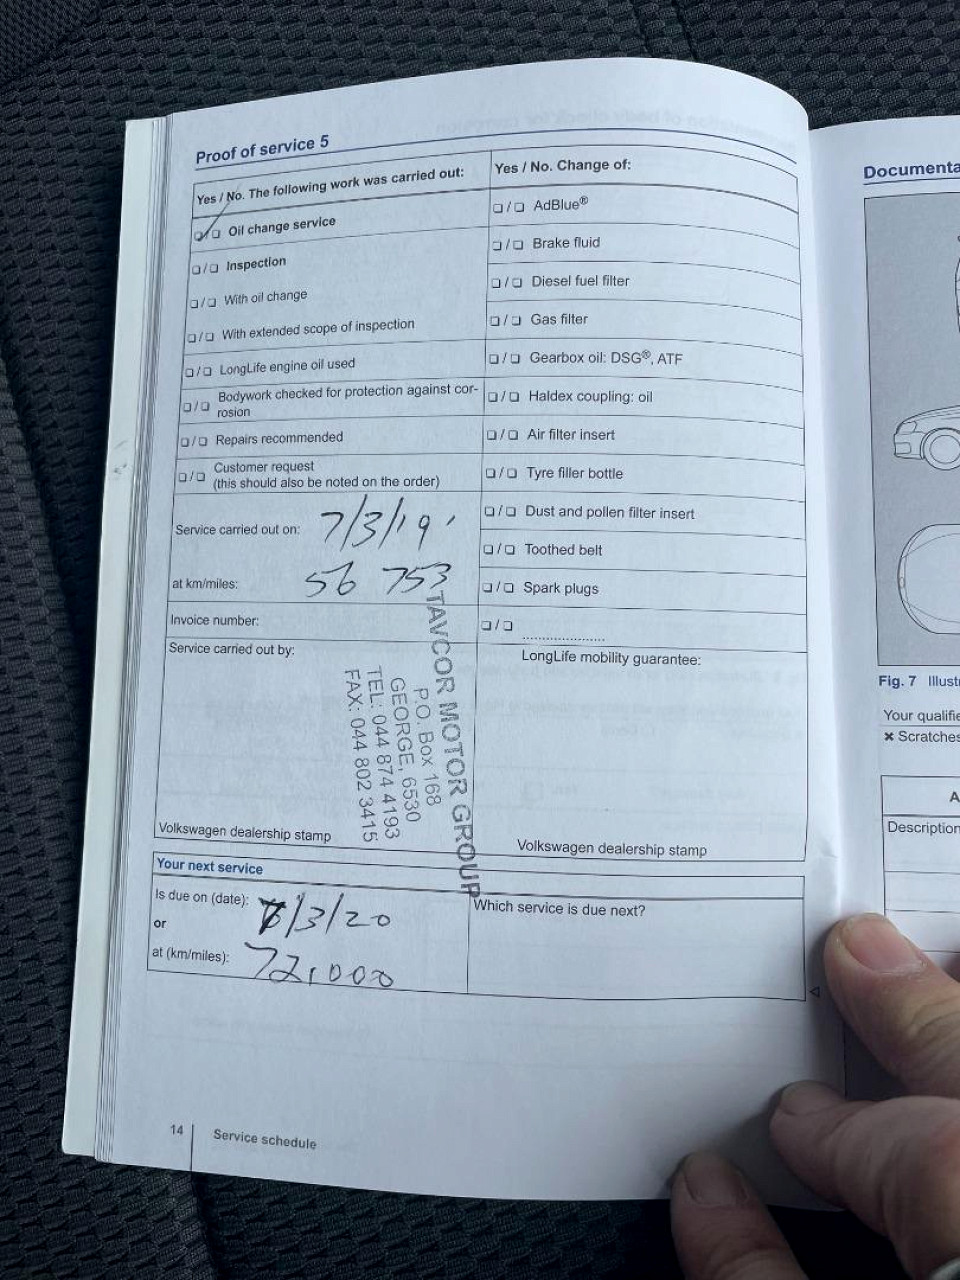 Proof of service 5
Yes / No. The following work was carried out:
❏/❏ Oil change service
❏/❏ Inspection
❏/❏ With oil change
❏/❏ With extended scope of inspection
❏/❏ LongLife engine oil used
❏/❏ Bodywork checked for protection against cor-
rosion
❏/❏ Repairs recommended
❏/❏ Customer request
(this should also be noted on the order)
Service carried out on: 7/3/19
at km/miles: 56 753
Invoice number:
Service carried out by:
TAVCOR MOTOR GROUP
P.O. Box 168
GEORGE, 6530
TEL: 044 874 4193
FAX: 044 802 3415
Volkswagen dealership stamp
Yes / No. Change of:
❏/❏ AdBlue®
❏/❏ Brake fluid
❏/❏ Diesel fuel filter
❏/❏ Gas filter
❏/❏ Gearbox oil: DSG®, ATF
❏/❏ Haldex coupling: oil
❏/❏ Air filter insert
❏/❏ Tyre filler bottle
❏/❏ Dust and pollen filter insert
❏/❏ Toothed belt
❏/❏ Spark plugs
❏/❏ .....................
LongLife mobility guarantee:
Volkswagen dealership stamp
Your next service
Is due on (date): 7/3/20
or
at (km/miles): 72,000
Which service is due next?
14 Service schedule
Documenta
Fig. 7 Illust
Your qualifie
✖ Scratches
A
Description